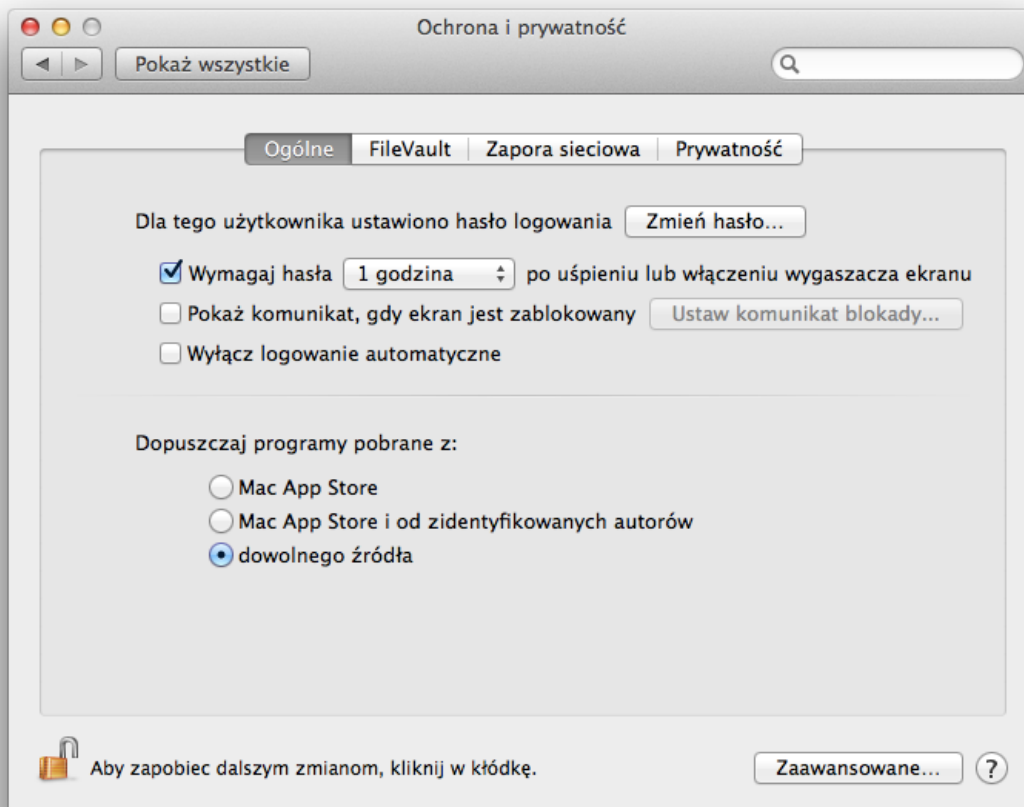 Ochrona i prywatność
Pokaż wszystkie
Ogólne FileVault Zapora sieciowa Prywatność
Dla tego użytkownika ustawiono hasło logowania Zmień hasło...
Wymagaj hasła 1 godzina po uśpieniu lub włączeniu wygaszacza ekranu
Pokaż komunikat, gdy ekran jest zablokowany Ustaw komunikat blokady...
Wyłącz logowanie automatyczne
Dopuszczaj programy pobrane z:
Mac App Store
Mac App Store i od zidentyfikowanych autorów
dowolnego źródła
Aby zapobiec dalszym zmianom, kliknij w kłódkę. Zaawansowane... ?